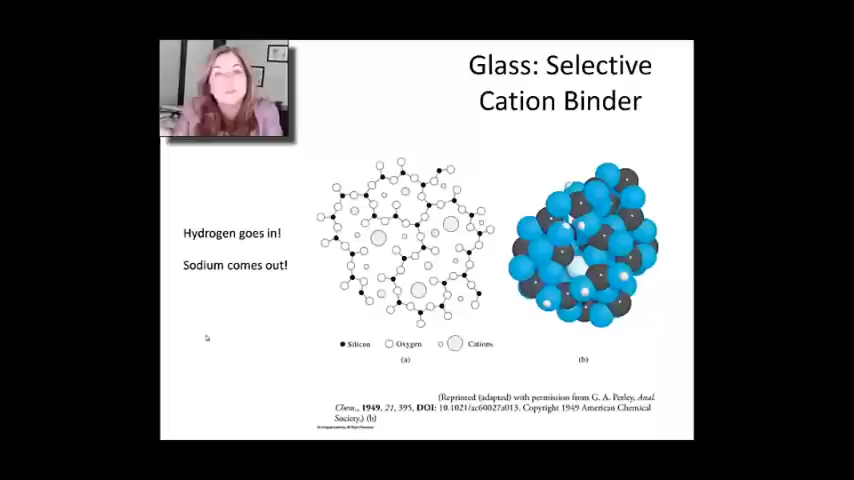 Glass: Selective
Cation Binder
Hydrogen goes in!
Sodium comes out!
Silicon
Oxygen
Cations
(a)
(b)
(Reprinted (adapted) with permission from G. A. Perley, Anal.
Chem., 1949, 21, 395, DOI: 10.1021/ac60027a013. Copyright 1949 American Chemical
Society.) (b)